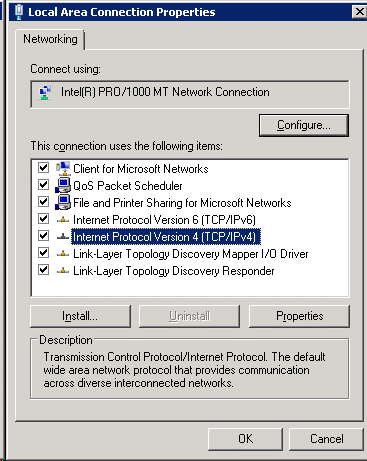 Local Area Connection Properties
Networking
Connect using:
Intel(R) PRO/1000 MT Network Connection
Configure...
This connection uses the following items:
Client for Microsoft Networks
QoS Packet Scheduler
File and Printer Sharing for Microsoft Networks
Internet Protocol Version 6 (TCP/IPv6)
Internet Protocol Version 4 (TCP/IPv4)
Link-Layer Topology Discovery Mapper I/O Driver
Link-Layer Topology Discovery Responder
Install...
Uninstall
Properties
Description
Transmission Control Protocol/Internet Protocol. The default
wide area network protocol that provides communication
across diverse interconnected networks.
OK
Cancel